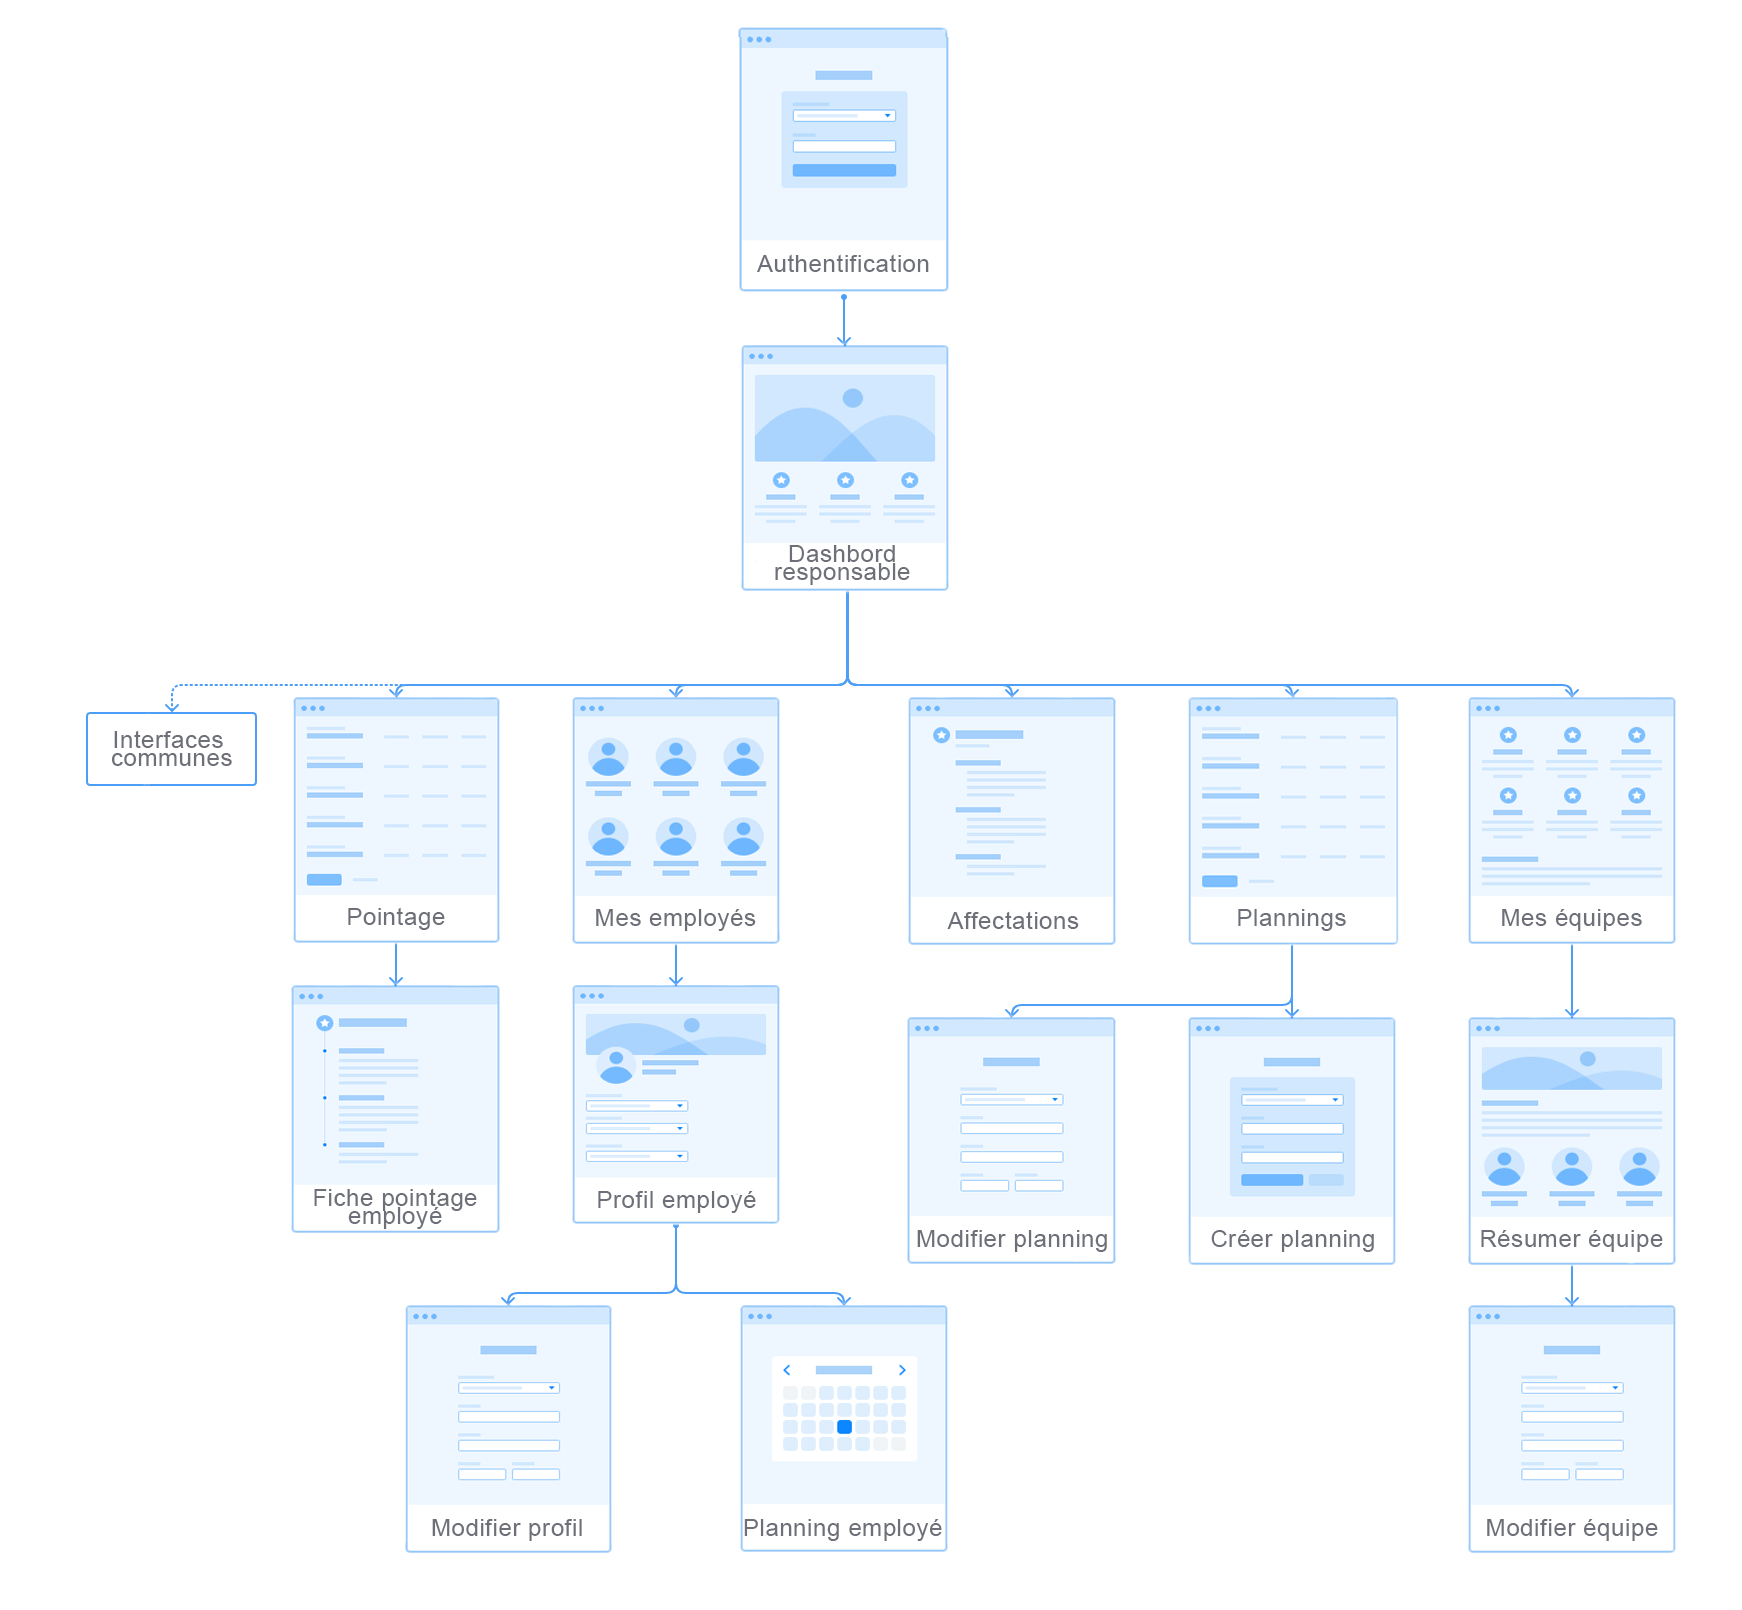 Authentification
Dashbord
responsable
Interfaces
communes
Pointage
Mes employés
Affectations
Plannings
Mes équipes
Fiche pointage
employé
Profil employé
Modifier planning
Créer planning
Résumer équipe
Modifier profil
Planning employé
Modifier équipe